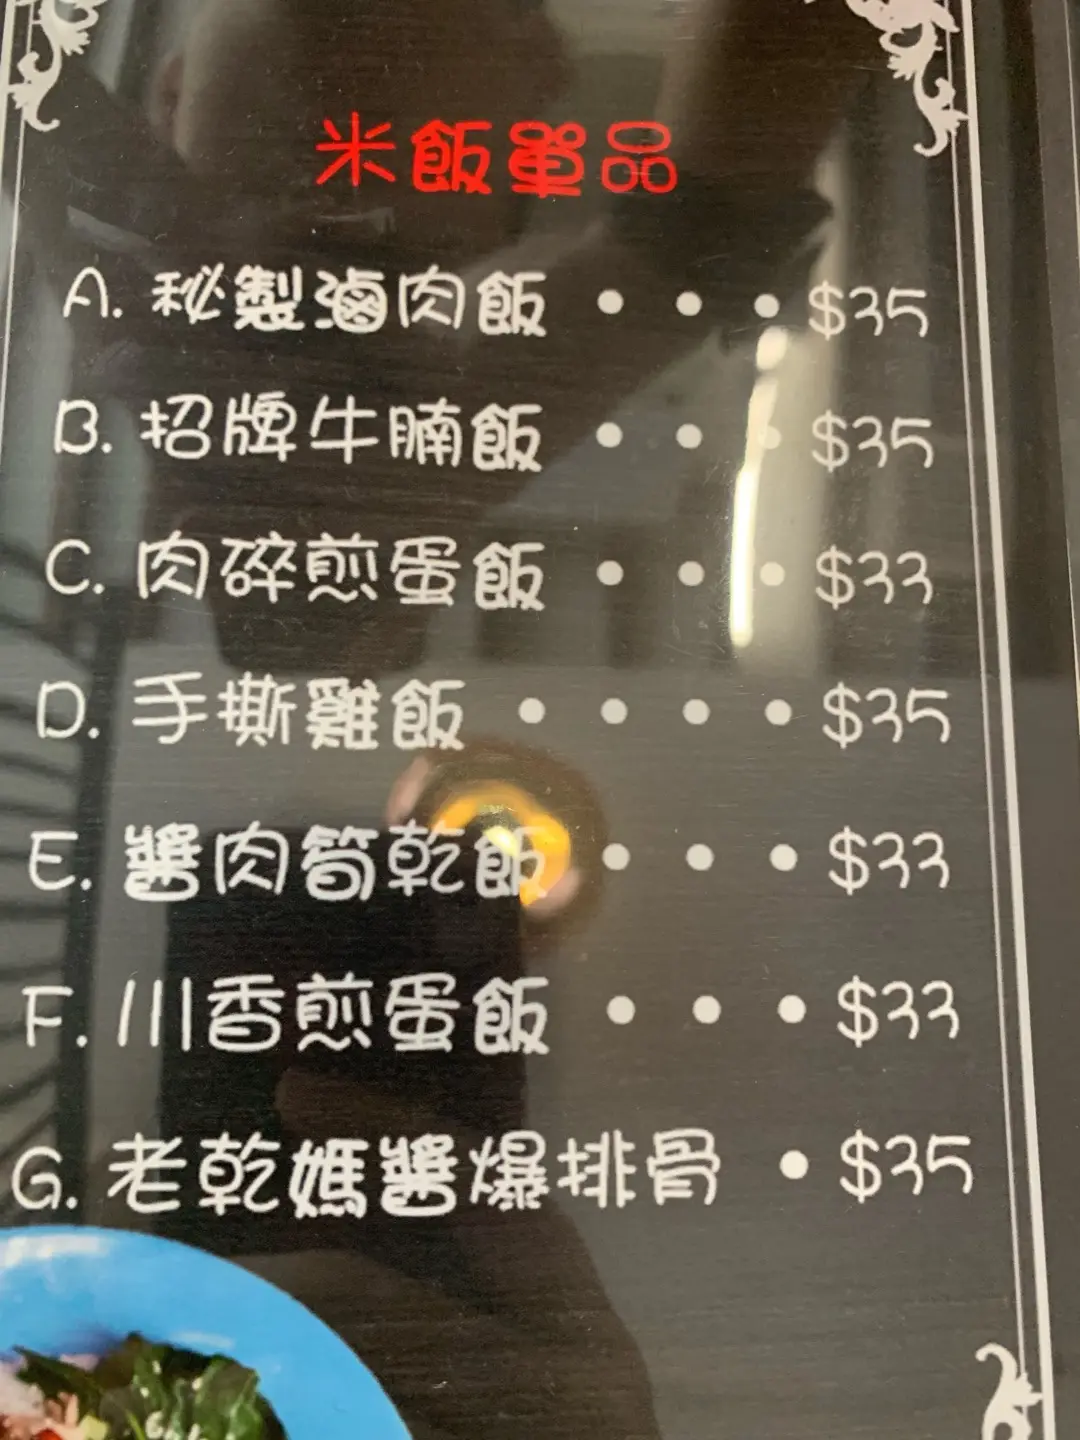 米飯單品
A. 秘製滷肉飯 • • • $35
B. 招牌牛腩飯 • • • $35
C. 肉碎煎蛋飯 • • • $33
D. 手撕雞飯 • • • • $35
E. 醬肉筍乾飯 • • • $33
F. 川香煎蛋飯 • • • $33
G. 老乾媽醬爆排骨 • $35